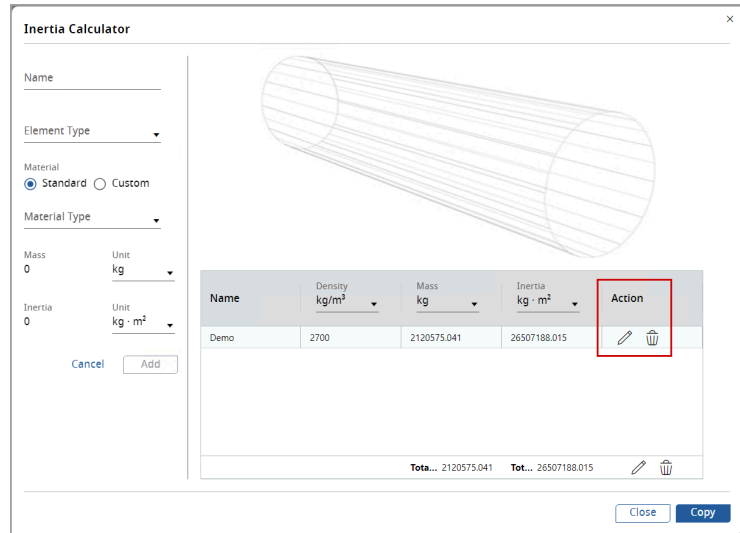 ×
Inertia Calculator
Name
Element Type
Material
Standard Custom
Material Type
Mass Unit
0 kg
Inertia Unit
0 kg · m²
Cancel Add
Name Density kg/m³ Mass kg Inertia kg · m² Action
Demo 2700 2120575.041 26507188.015
Tota... 2120575.041 Tot... 26507188.015
Close Copy